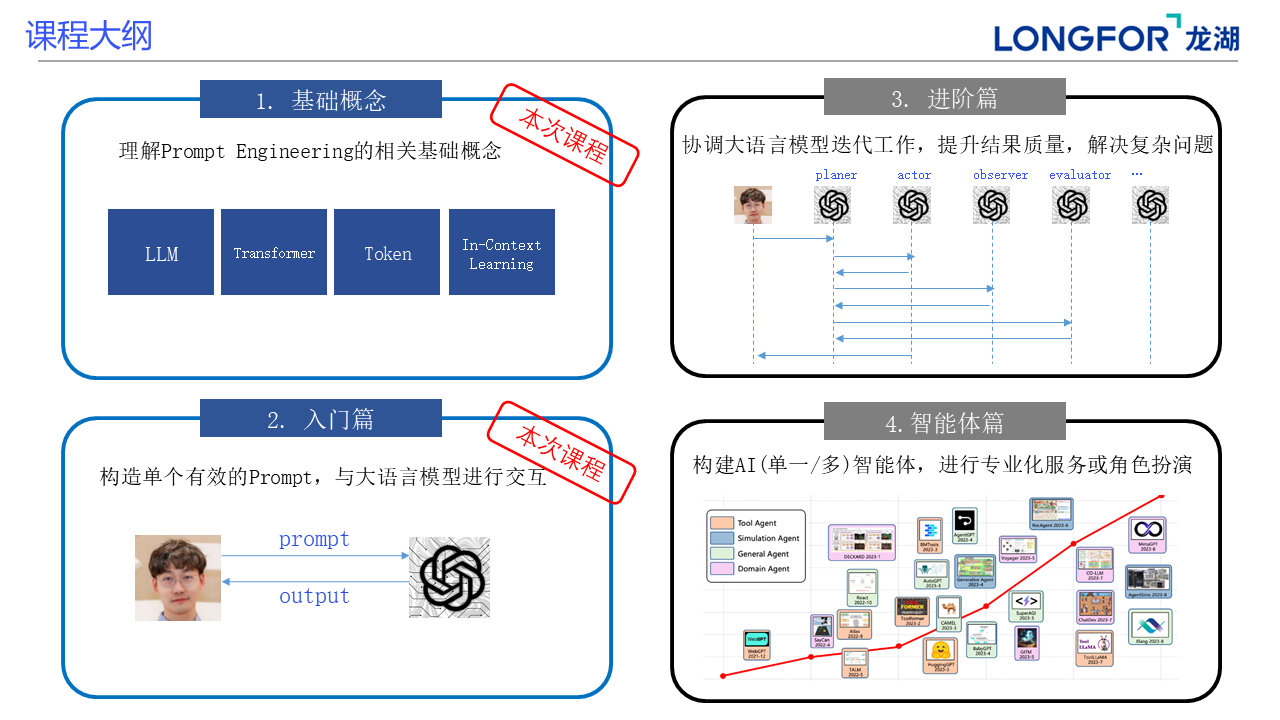 课程大纲
LONGFOR 龙湖
1. 基础概念
本次课程
理解Prompt Engineering的相关基础概念
LLM
Transformer
Token
In-Context
Learning
2. 入门篇
本次课程
构造单个有效的Prompt，与大语言模型进行交互
prompt
output
3. 进阶篇
协调大语言模型迭代工作，提升结果质量，解决复杂问题
planer
actor
observer
evaluator
…
4.智能体篇
构建AI(单一/多)智能体，进行专业化服务或角色扮演
Tool Agent
Simulation Agent
General Agent
Domain Agent
WebGPT
2021-12
SayCan
2022-4
TALM
2022-5
Atlas
2022-8
React
2022-10
DECKARD 2023-1
Toolformer
2023-2
BMTools
2023-3
AutoGPT
2023-3
CAMEL
2023-3
HuggingGPT
2023-3
AgentGPT
2023-4
Generative Agent
2023-4
BabyGPT
2023-4
Voyager 2023-5
SuperAGI
2023-5
GITM
2023-5
RecAgent 2023-6
CO-LLM
2023-7
ChatDev 2023-7
Tool
LLaMA
ToolLLaMA
2023-7
MetaGPT
2023-8
AgentSims 2023-8
Xlang 2023-8